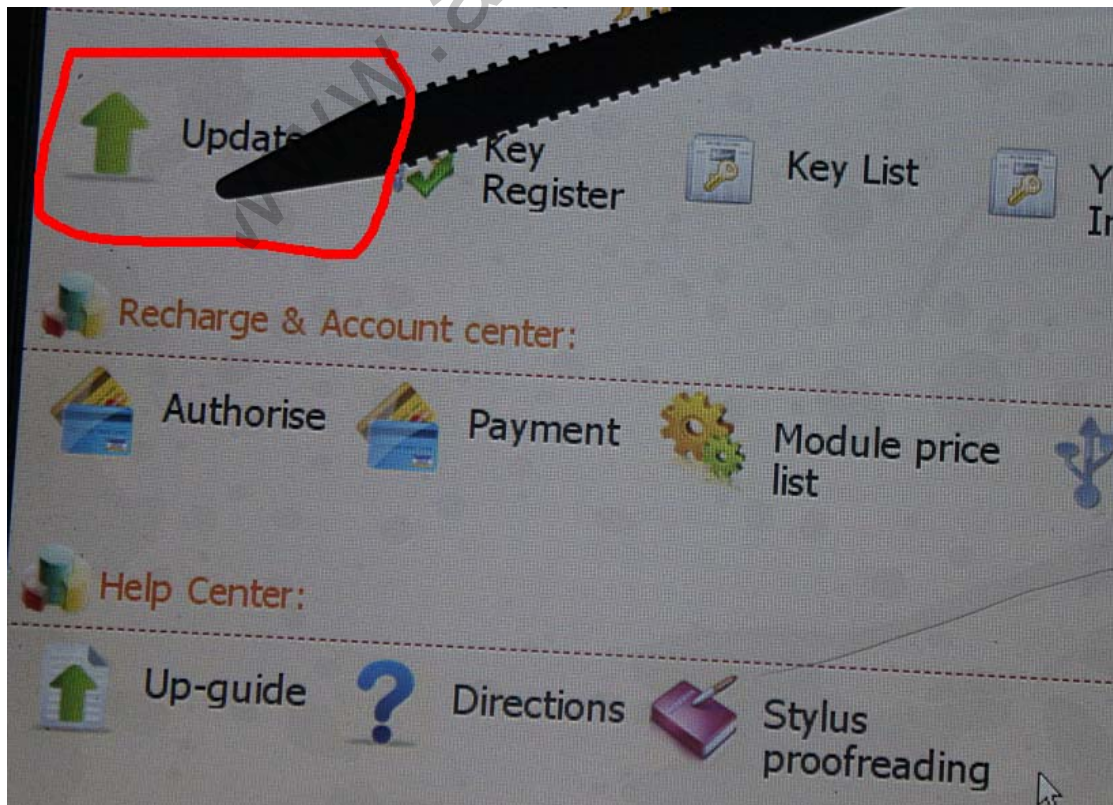 Update
Key
Register
Key List
Recharge & Account center:
Authorise
Payment
Module price
list
Help Center:
Up-guide
Directions
Stylus
proofreading